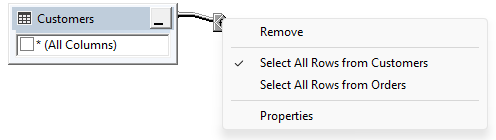 Customers
* (All Columns)
Remove
Select All Rows from Customers
Select All Rows from Orders
Properties